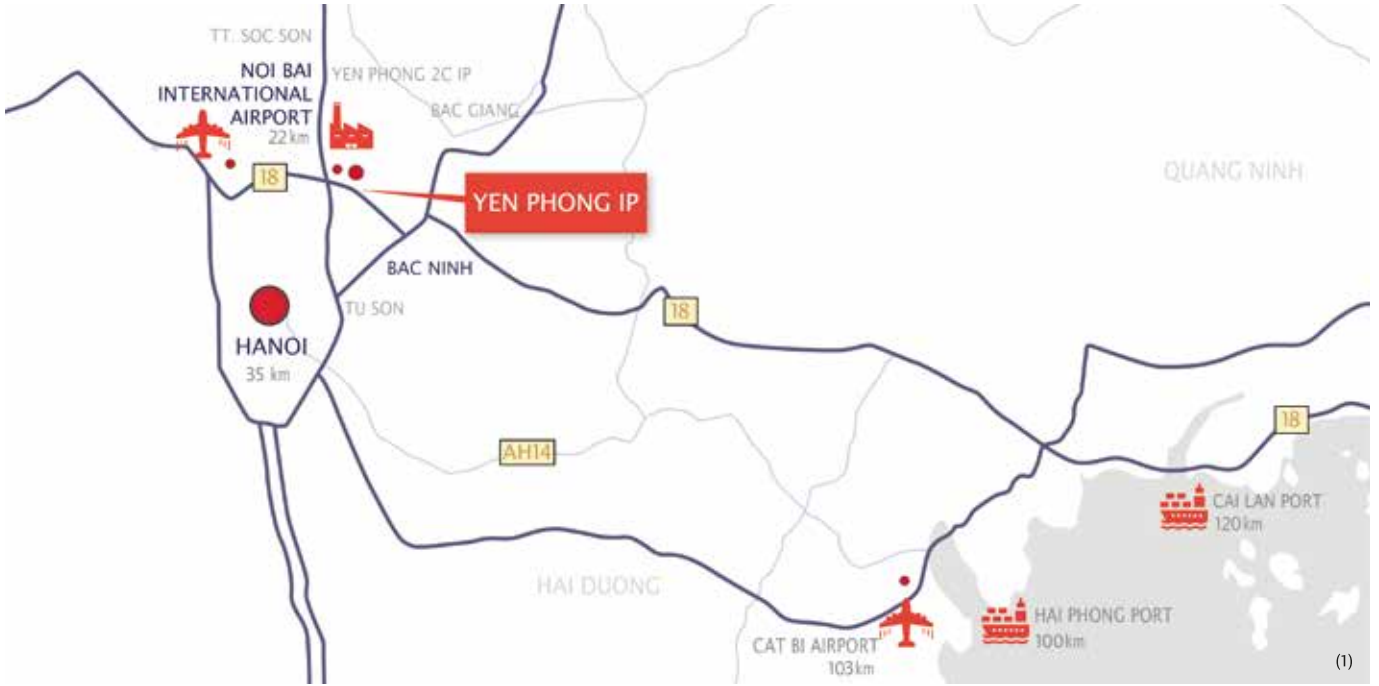 TT. SOC SON
NOI BAI
INTERNATIONAL
AIRPORT
22km
YEN PHONG 2C IP
BAC GIANG
18
YEN PHONG IP
QUANG NINH
BAC NINH
TU SON
HANOI
35 km
18
AH14
18
CAI LAN PORT
120km
HAI DUONG
HAI PHONG PORT
100km
CAT BI AIRPORT
103km
(1)